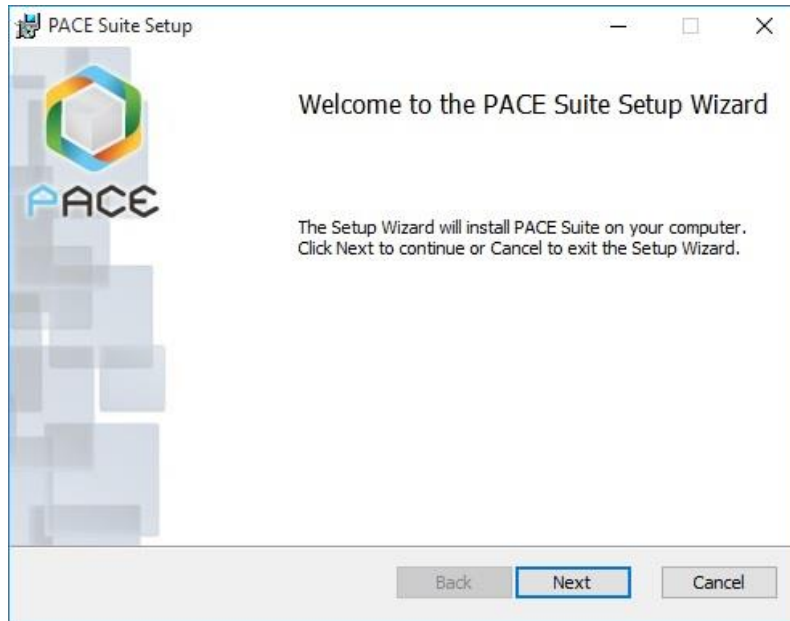 PACE Suite Setup
PACE
Welcome to the PACE Suite Setup Wizard
The Setup Wizard will install PACE Suite on your computer.
Click Next to continue or Cancel to exit the Setup Wizard.
Back Next Cancel